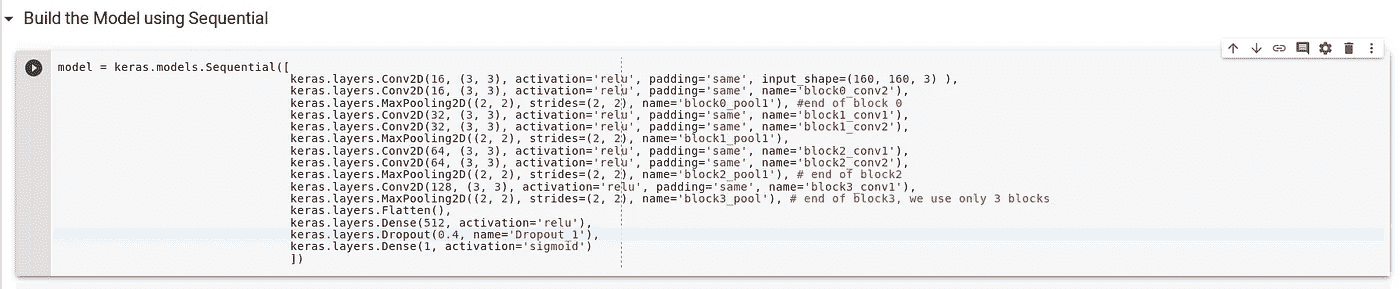 Build the Model using Sequential
model = keras.models.Sequential([
keras.layers.Conv2D(16, (3, 3), activation='relu', padding='same', input_shape=(160, 160, 3) ),
keras.layers.Conv2D(16, (3, 3), activation='relu', padding='same', name='block0_conv2'),
keras.layers.MaxPooling2D((2, 2), strides=(2, 2), name='block0_pool1'), #end of block 0
keras.layers.Conv2D(32, (3, 3), activation='relu', padding='same', name='block1_conv1'),
keras.layers.Conv2D(32, (3, 3), activation='relu', padding='same', name='block1_conv2'),
keras.layers.MaxPooling2D((2, 2), strides=(2, 2), name='block1_pool1'),
keras.layers.Conv2D(64, (3, 3), activation='relu', padding='same', name='block2_conv1'),
keras.layers.Conv2D(64, (3, 3), activation='relu', padding='same', name='block2_conv2'),
keras.layers.MaxPooling2D((2, 2), strides=(2, 2), name='block2_pool1'), # end of block2
keras.layers.Conv2D(128, (3, 3), activation='relu', padding='same', name='block3_conv1'),
keras.layers.MaxPooling2D((2, 2), strides=(2, 2), name='block3_pool'), # end of block3, we use only 3 blocks
keras.layers.Flatten(),
keras.layers.Dense(512, activation='relu'),
keras.layers.Dropout(0.4, name='Dropout_1'),
keras.layers.Dense(1, activation='sigmoid')
])